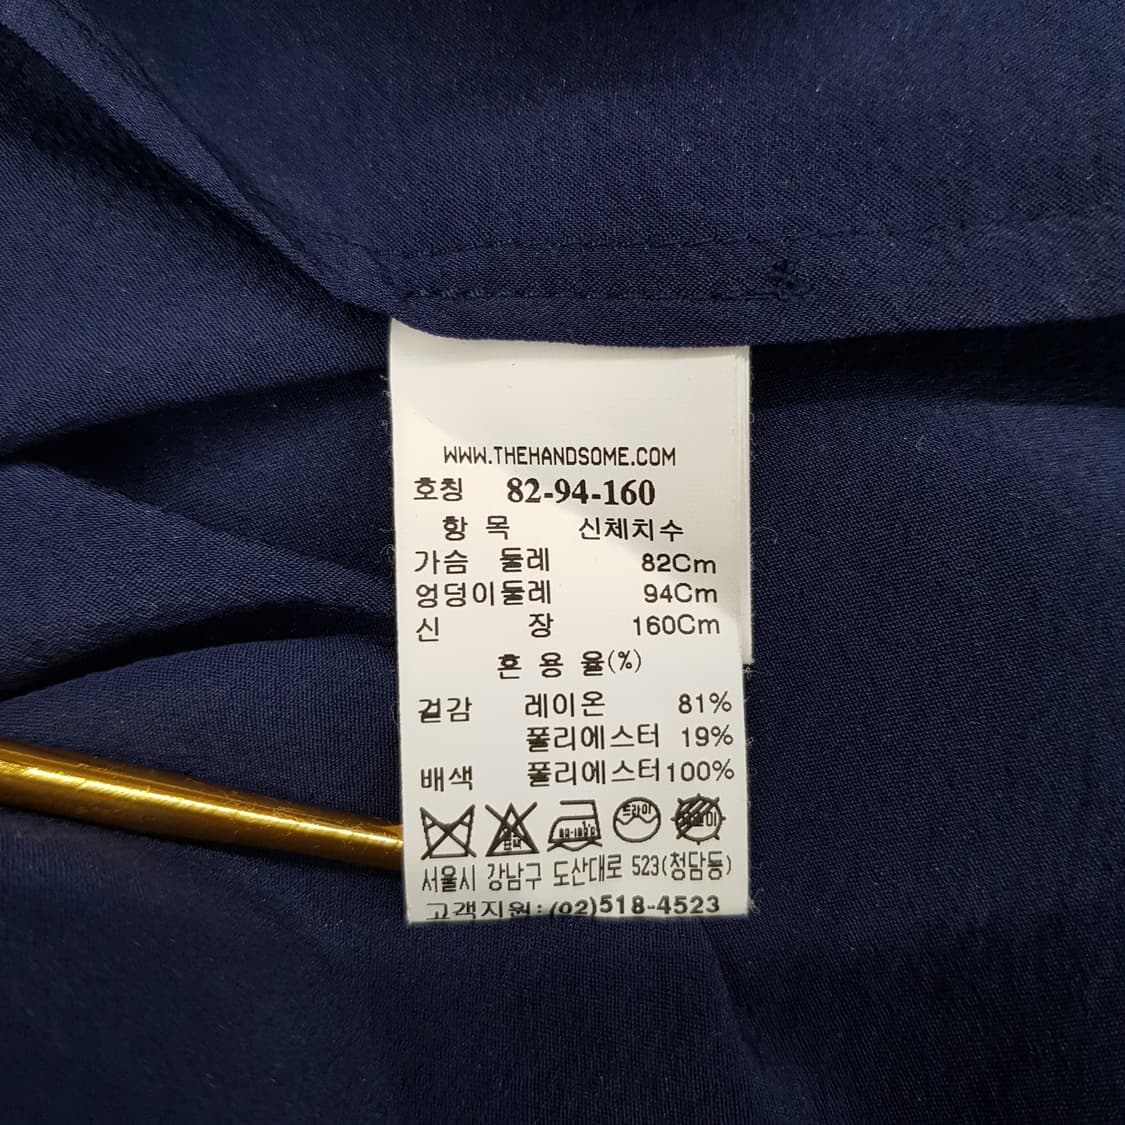 WWW.THEHANDSOME.COM
호칭 82-94-160
항 목 신체치수
가슴 둘레 82Cm
엉덩이둘레 94Cm
신 장 160Cm
혼 용 율(%)
겉감 레이온 81%
폴리에스터 19%
배색 폴리에스터100%
드라이
서울시 강남구 도산대로 523(청담동)
고객지원:(02)518-4523